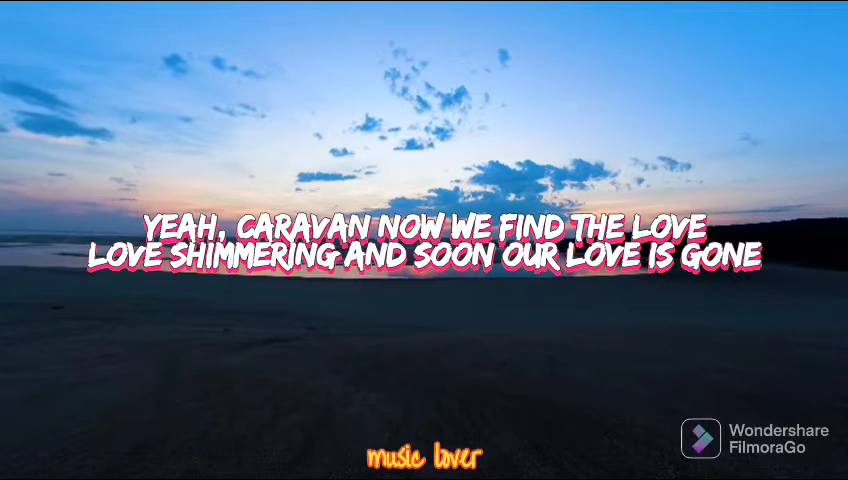 YEAH, CARAVAN NOW WE FIND THE LOVE
LOVE SHIMMERING AND SOON OUR LOVE IS GONE
music lover
Wondershare
FilmoraGo